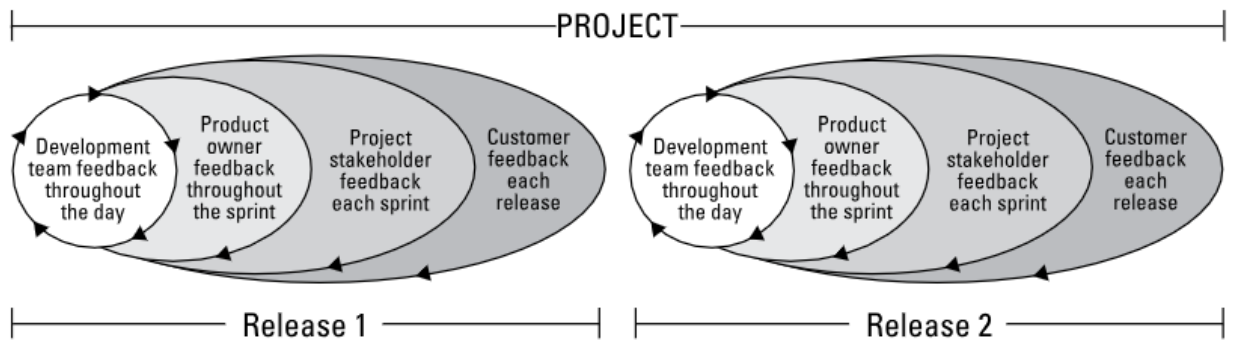 PROJECT
Development
team feedback
throughout
the day
Product
owner
feedback
throughout
the sprint
Project
stakeholder
feedback
each sprint
Customer
feedback
each
release
Development
team feedback
throughout
the day
Product
owner
feedback
throughout
the sprint
Project
stakeholder
feedback
each sprint
Customer
feedback
each
release
Release 1
Release 2